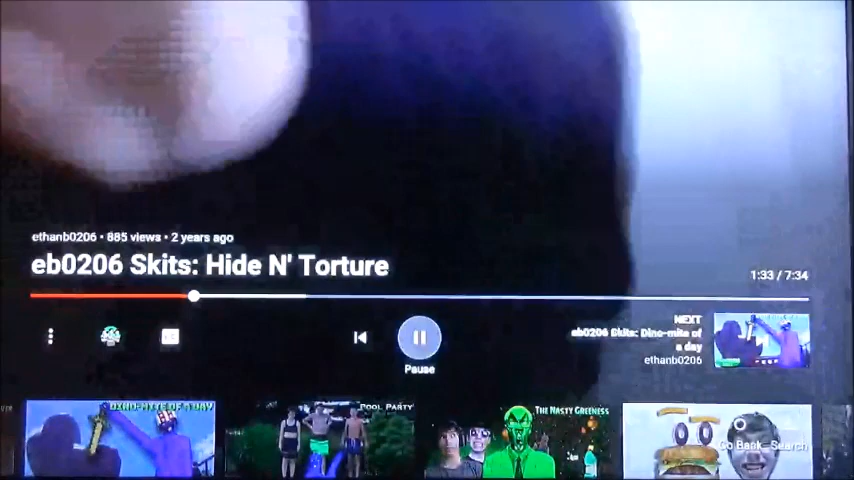 ethanb0206 • 885 views • 2 years ago
eb0206 Skits: Hide N' Torture
1:33 / 7:34
NEXT
eb0206 Skits: Dino-mite of
a day
ethanb0206
Pause
DINO-MITE OF A DAY
POOL PARTY
THE NASTY GREENESS
Go Back Search